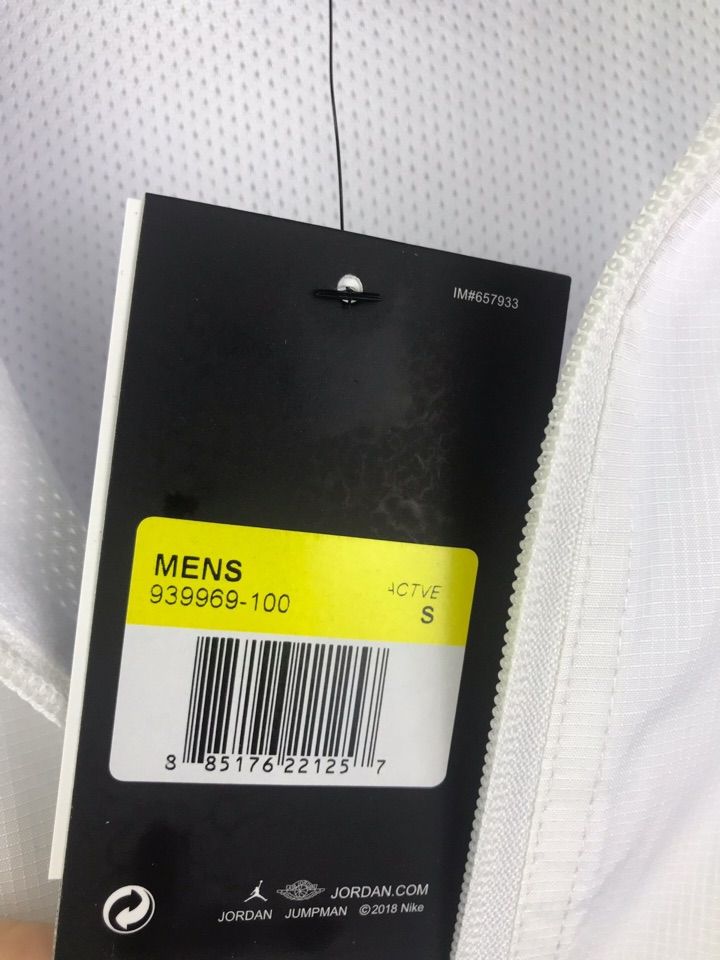 IM#657933
MENS
939969-100
ACTVE
S
8 85176 22125 7
JORDAN.COM
JORDAN JUMPMAN ©2018 Nike